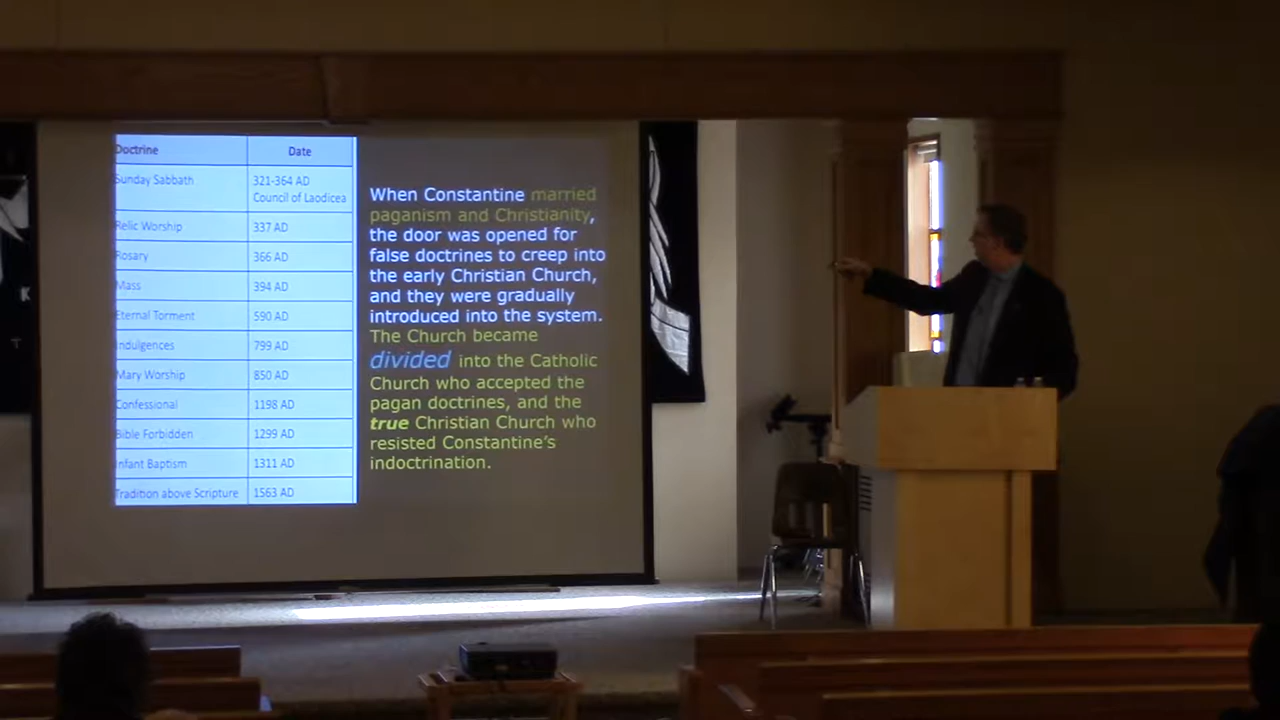 Doctrine Date
Sunday Sabbath 321-364 AD
Council of Laodicea
Relic Worship 337 AD
Rosary 366 AD
Mass 394 AD
Eternal Torment 590 AD
Indulgences 799 AD
Mary Worship 850 AD
Confessional 1198 AD
Bible Forbidden 1299 AD
Infant Baptism 1311 AD
Tradition above Scripture 1563 AD
When Constantine married
paganism and Christianity,
the door was opened for
false doctrines to creep into
the early Christian Church,
and they were gradually
introduced into the system.
The Church became
divided into the Catholic
Church who accepted the
pagan doctrines, and the
true Christian Church who
resisted Constantine's
indoctrination.
K
T